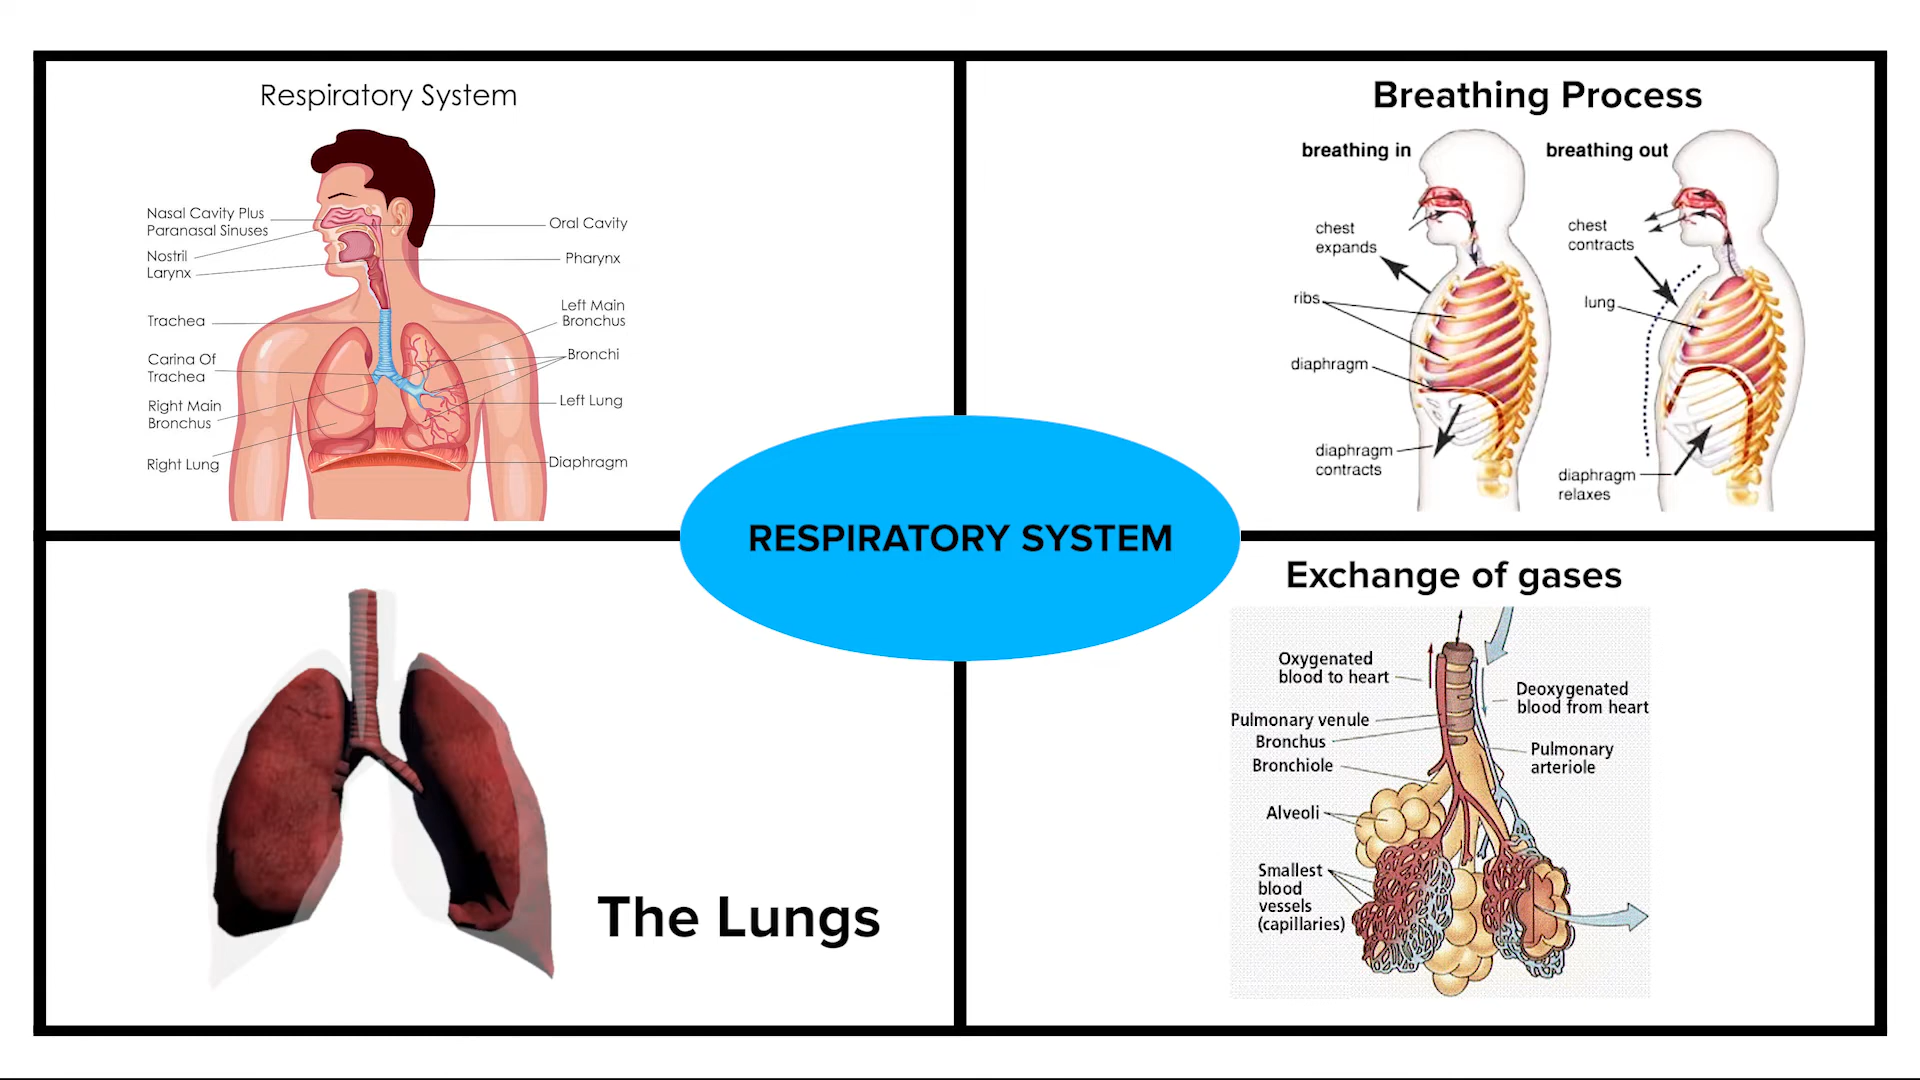 Respiratory System
Nasal Cavity Plus
Paranasal Sinuses
Nostril
Larynx
Trachea
Carina Of
Trachea
Right Main
Bronchus
Right Lung
Oral Cavity
Pharynx
Left Main
Bronchus
Bronchi
Left Lung
Diaphragm
Breathing Process
breathing in
chest
expands
ribs
diaphragm
diaphragm
contracts
breathing out
chest
contracts
lung
diaphragm
relaxes
RESPIRATORY SYSTEM
The Lungs
Exchange of gases
Oxygenated
blood to heart
Pulmonary venule
Bronchus
Bronchiole
Alveoli
Smallest
blood
vessels
(capillaries)
Deoxygenated
blood from heart
Pulmonary
arteriole